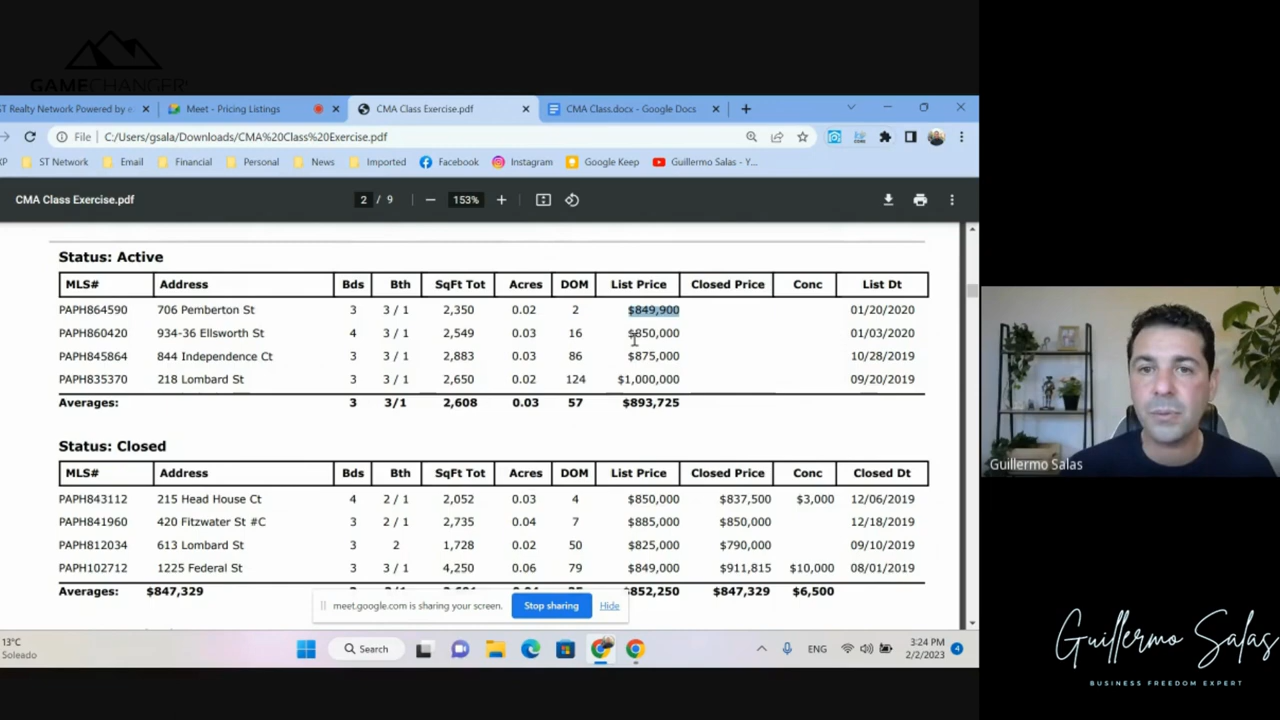 GAMECHANGER
ST Realty Network Powered by e
Meet - Pricing Listings
CMA Class Exercise.pdf
CMA Class.docx - Google Docs
File
C:/Users/gsala/Downloads/CMA%20Class%20Exercise.pdf
XP
ST Network
Email
Financial
Personal
News
Imported
Facebook
Instagram
Google Keep
Guillermo Salas - Y...
CMA Class Exercise.pdf
2 / 9
153%
Status: Active
MLS# Address Bds Bth SqFt Tot Acres DOM List Price Closed Price Conc List Dt
PAPH864590 706 Pemberton St 3 3 / 1 2,350 0.02 2 $849,900 01/20/2020
PAPH860420 934-36 Ellsworth St 4 3 / 1 2,549 0.03 16 $850,000 01/03/2020
PAPH845864 844 Independence Ct 3 3 / 1 2,883 0.03 86 $875,000 10/28/2019
PAPH835370 218 Lombard St 3 3 / 1 2,650 0.02 124 $1,000,000 09/20/2019
Averages: 3 3/1 2,608 0.03 57 $893,725
Status: Closed
MLS# Address Bds Bth SqFt Tot Acres DOM List Price Closed Price Conc Closed Dt
PAPH843112 215 Head House Ct 4 2 / 1 2,052 0.03 4 $850,000 $837,500 $3,000 12/06/2019
PAPH841960 420 Fitzwater St #C 3 2 / 1 2,735 0.04 7 $885,000 $850,000 12/18/2019
PAPH812034 613 Lombard St 3 2 1,728 0.02 50 $825,000 $790,000 09/10/2019
PAPH102712 1225 Federal St 3 3 / 1 4,250 0.06 79 $849,000 $911,815 $10,000 08/01/2019
Averages: $847,329 $852,250 $847,329 $6,500
meet.google.com is sharing your screen.
Stop sharing
Hide
13°C
Soleado
Search
ENG
3:24 PM
2/2/2023
4
Guillermo Salas
Guillermo Salas
BUSINESS FREEDOM EXPERT